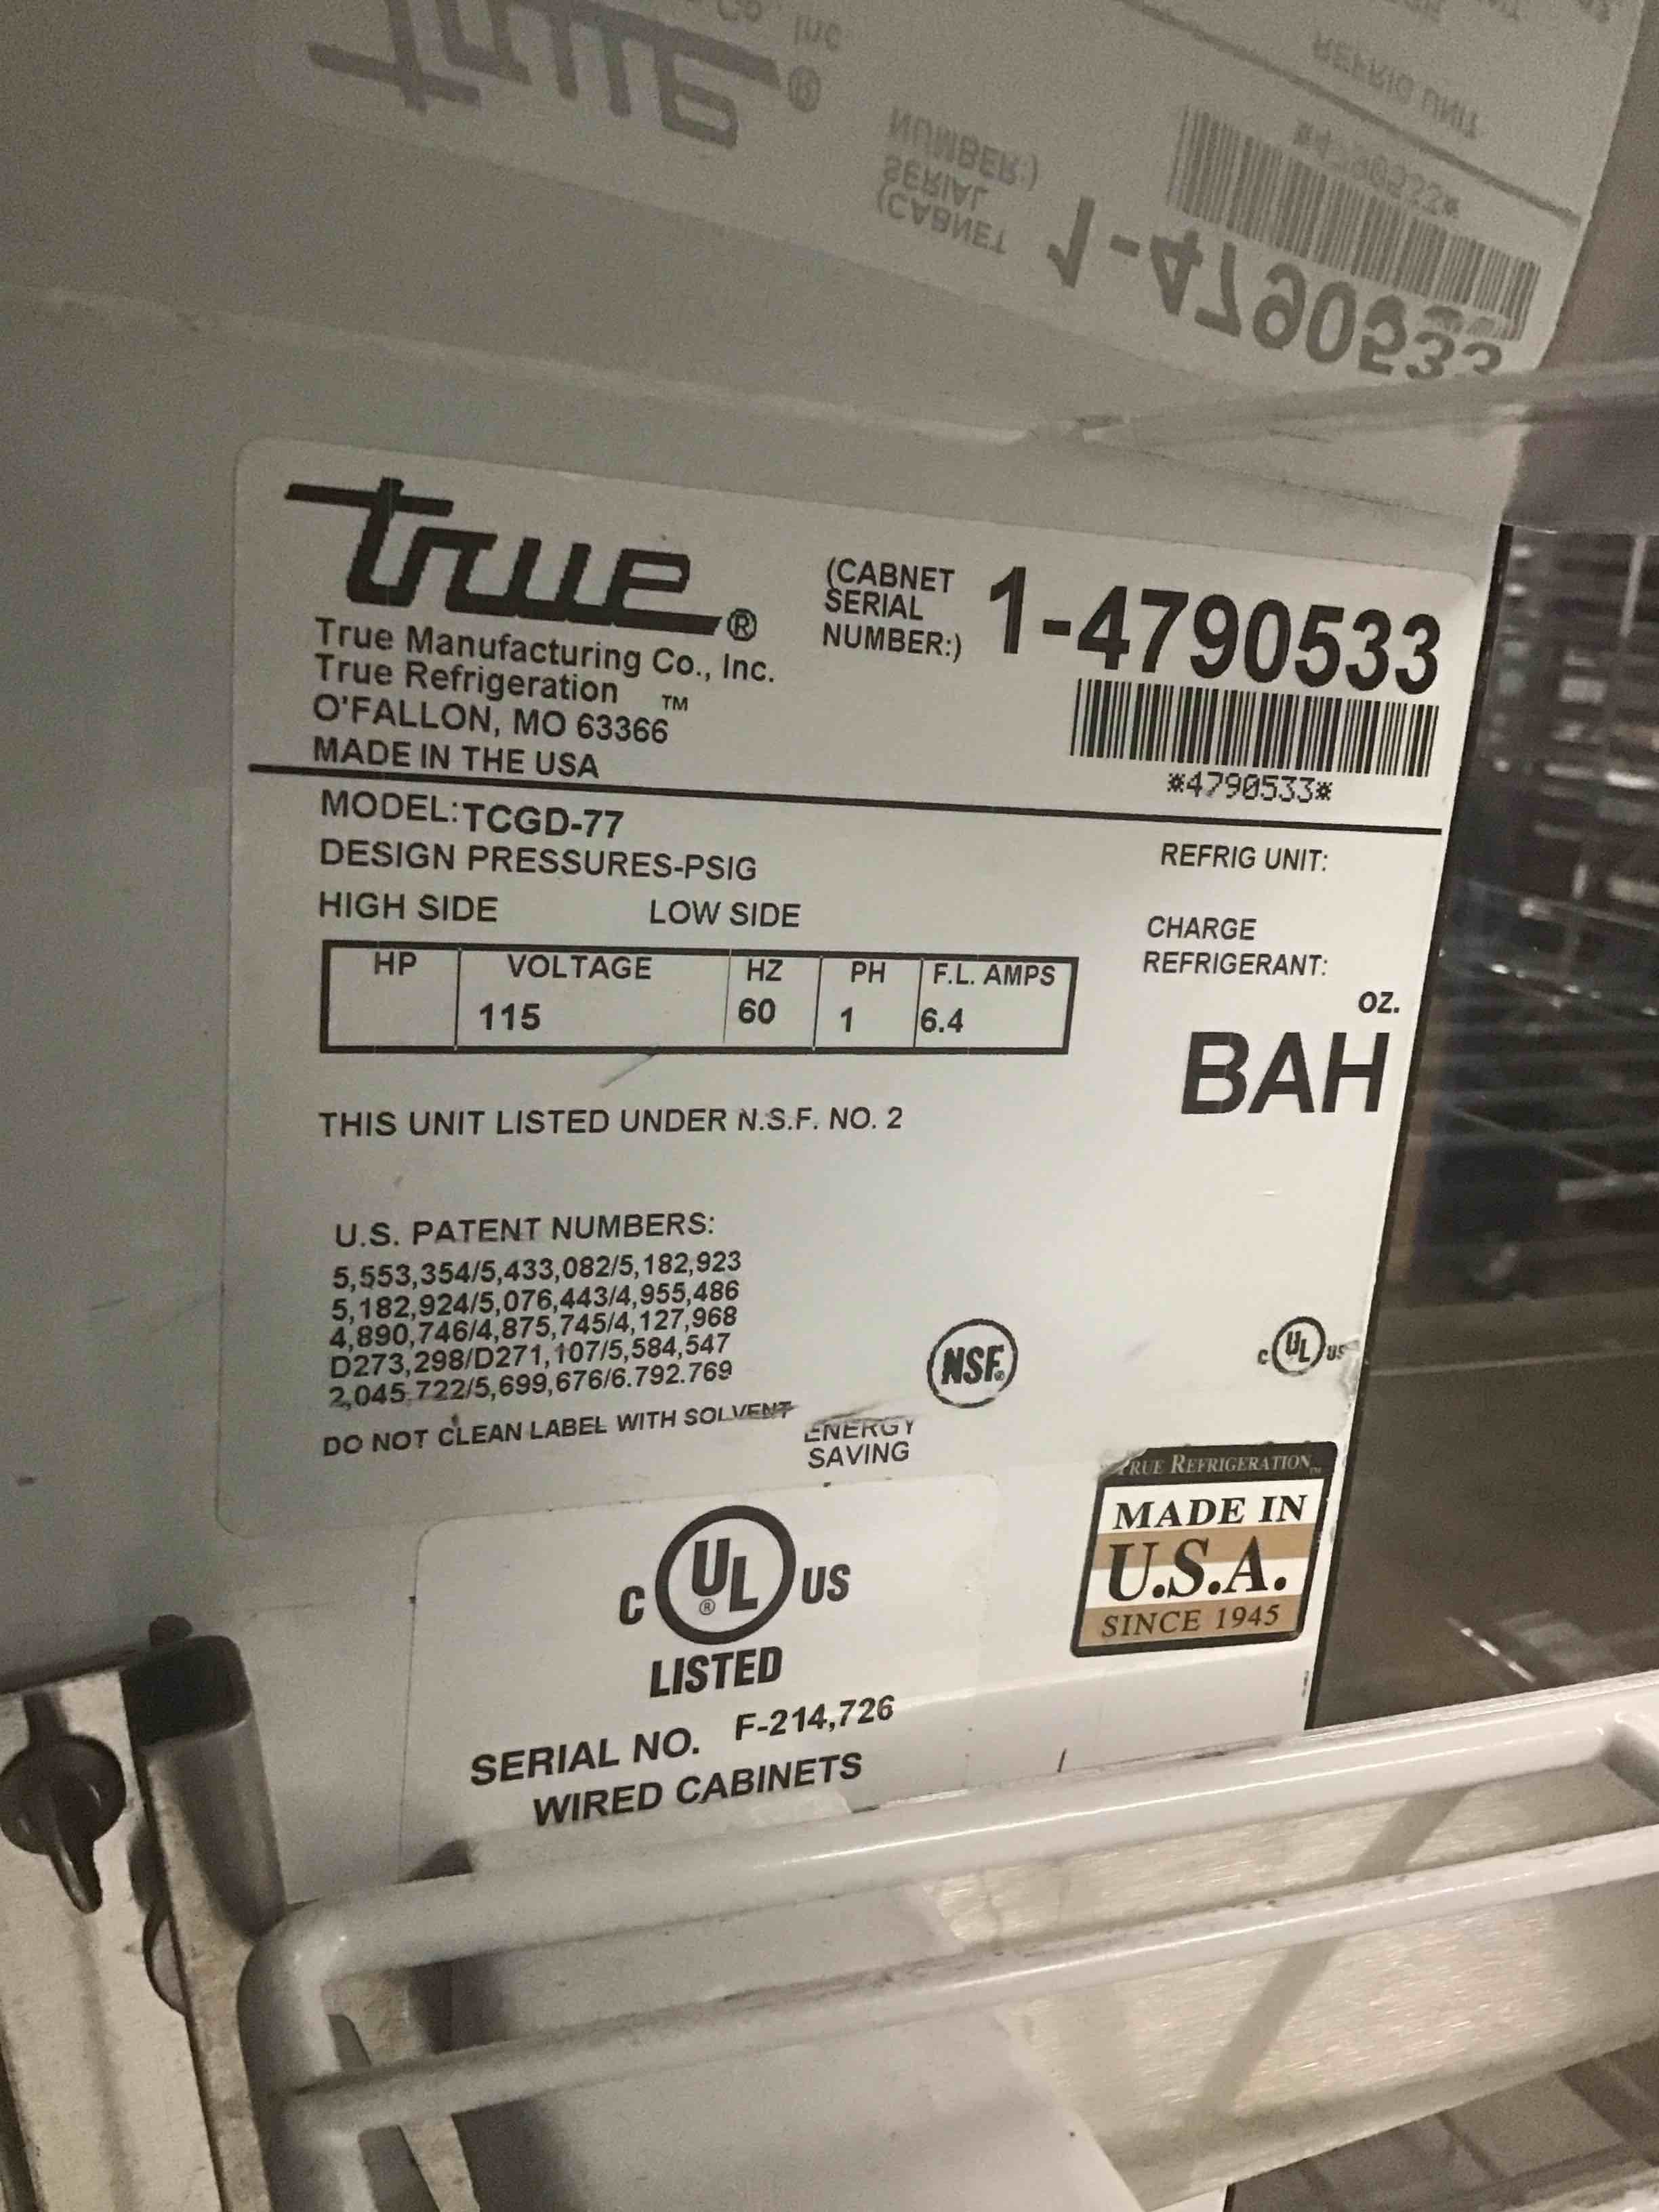 true®
True Manufacturing Co., Inc.
True Refrigeration ™
O'FALLON, MO 63366
MADE IN THE USA
(CABNET
SERIAL
NUMBER:)
1-4790533
*4790533*
MODEL: TCGD-77
DESIGN PRESSURES-PSIG
HIGH SIDE LOW SIDE
REFRIG UNIT:
CHARGE
REFRIGERANT:
OZ.
BAH
HP VOLTAGE HZ PH F.L. AMPS
115 60 1 6.4
THIS UNIT LISTED UNDER N.S.F. NO. 2
U.S. PATENT NUMBERS:
5,553,354/5,433,082/5,182,923
5,182,924/5,076,443/4,955,486
4,890,746/4,875,745/4,127,968
D273,298/D271,107/5,584,547
2,045,722/5,699,676/6.792.769
DO NOT CLEAN LABEL WITH SOLVENT
ENERGY
SAVING
NSF.
c UL us
TRUE REFRIGERATION™
MADE IN
U.S.A.
SINCE 1945
C UL® US
LISTED
SERIAL NO. F-214,726
WIRED CABINETS